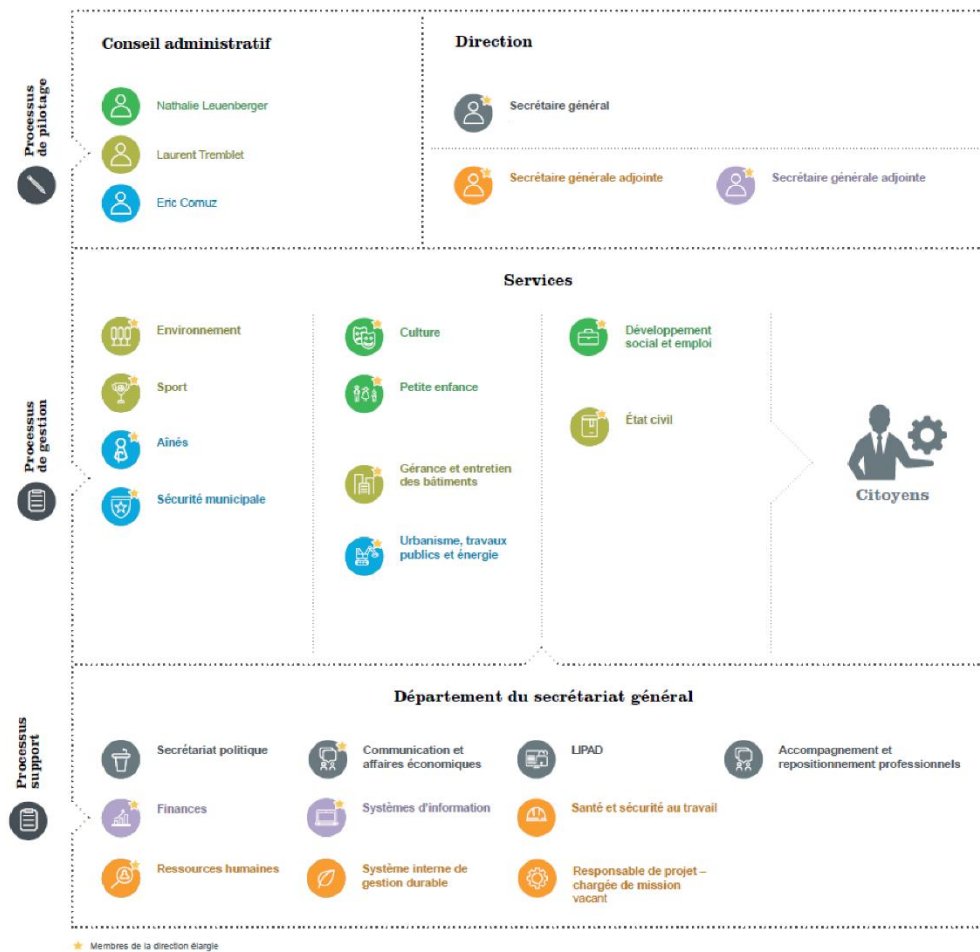 Processus
de pilotage
Conseil administratif
Nathalie Leuenberger
Laurent Tremblet
Eric Cornuz
Direction
Secrétaire général
Secrétaire générale adjointe
Secrétaire générale adjointe
Processus
de gestion
Services
Environnement
Sport
Aînés
Sécurité municipale
Culture
Petite enfance
Gérance et entretien
des bâtiments
Urbanisme, travaux
publics et énergie
Développement
social et emploi
État civil
Citoyens
Processus
support
Département du secrétariat général
Secrétariat politique
Communication et
affaires économiques
LIPAD
Accompagnement et
repositionnement professionnels
Finances
Systèmes d'information
Santé et sécurité au travail
Ressources humaines
Système interne de
gestion durable
Responsable de projet –
chargée de mission
vacant
Membres de la direction élargie